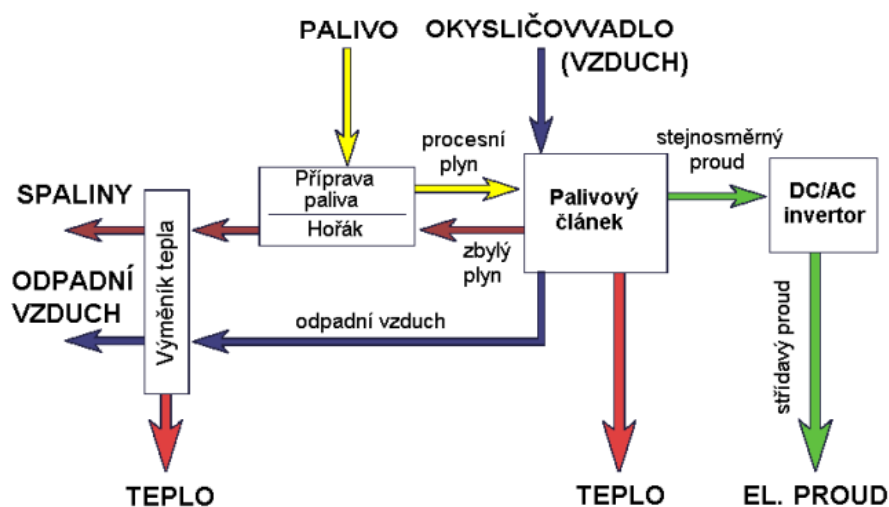 PALIVO
OKYSLIČOVVADLO
(VZDUCH)
procesní
plyn
stejnosměrný
proud
Příprava
paliva
Hořák
Palivový
článek
DC/AC
invertor
SPALINY
zbylý
plyn
ODPADNÍ
VZDUCH
Výměník tepla
odpadní vzduch
střídavý proud
TEPLO
TEPLO
EL. PROUD